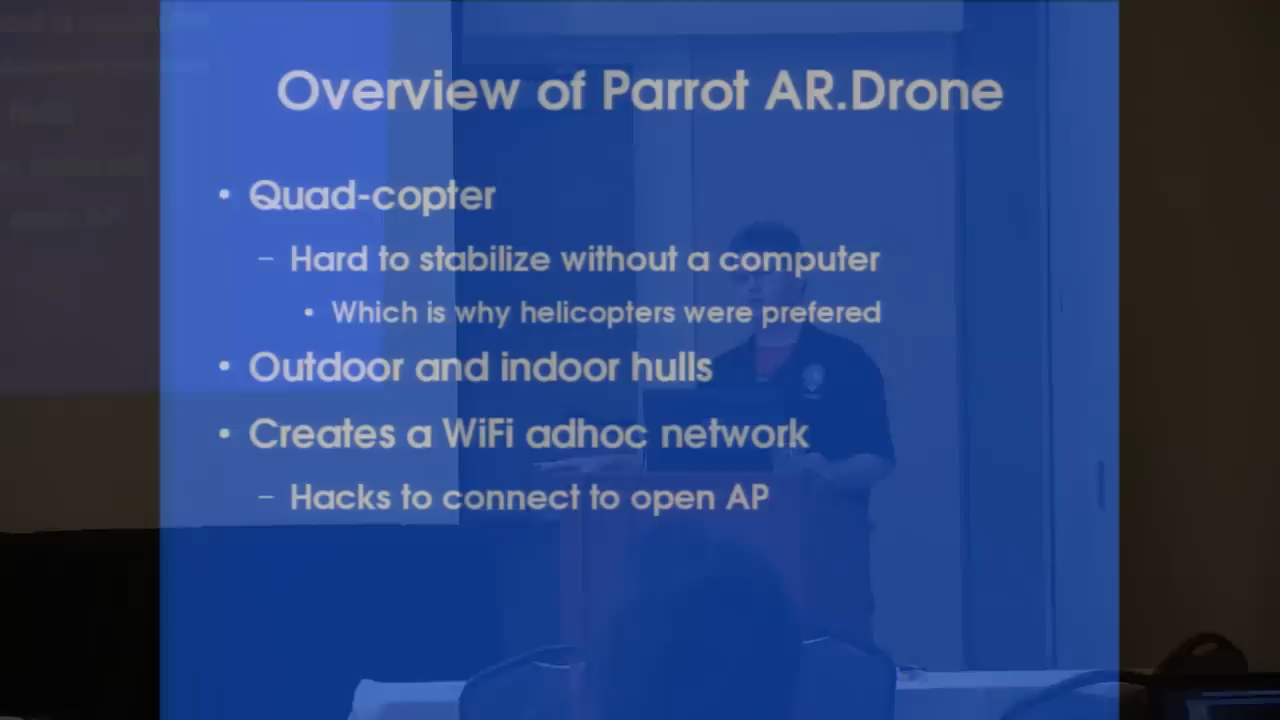 Overview of Parrot AR.Drone
• Quad-copter
– Hard to stabilize without a computer
• Which is why helicopters were prefered
• Outdoor and indoor hulls
• Creates a WiFi adhoc network
– Hacks to connect to open AP